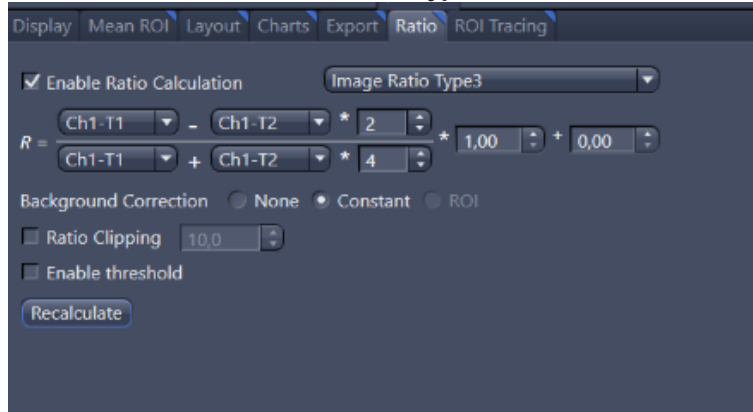 Display Mean ROI Layout Charts Export Ratio ROI Tracing
Enable Ratio Calculation Image Ratio Type3
Ch1-T1 - Ch1-T2 * 2
R = * 1,00 + 0,00
Ch1-T1 + Ch1-T2 * 4
Background Correction None Constant ROI
Ratio Clipping 10,0
Enable threshold
Recalculate